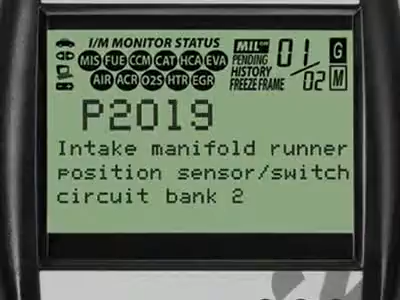 I/M MONITOR STATUS
MIS FUE CCM CAT HCA EVA
AIR ACR O2S HTR EGR
MIL ON
PENDING
HISTORY
FREEZE FRAME
01/02
G
M
P2019
Intake manifold runner
position sensor/switch
circuit bank 2